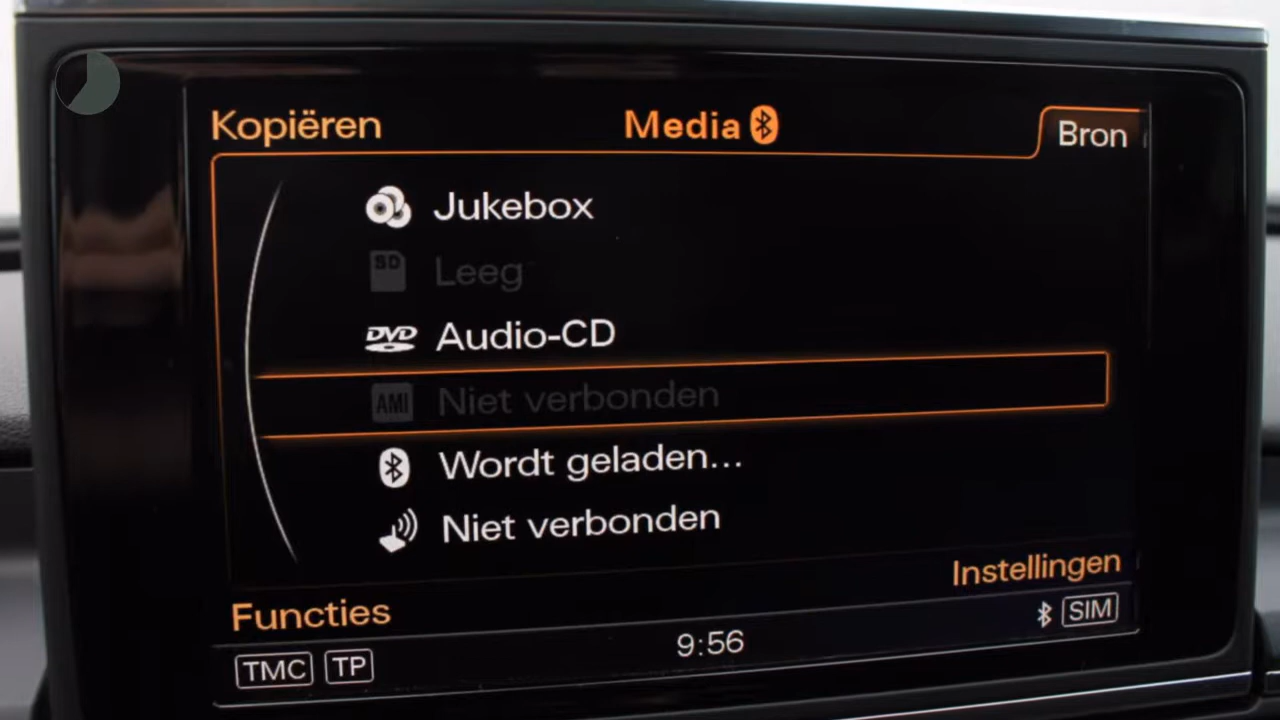 Kopiëren Media Bron
Jukebox
SD Leeg
DVD Audio-CD
AMI Niet verbonden
Wordt geladen...
Niet verbonden
Instellingen
Functies
SIM
TMC TP 9:56